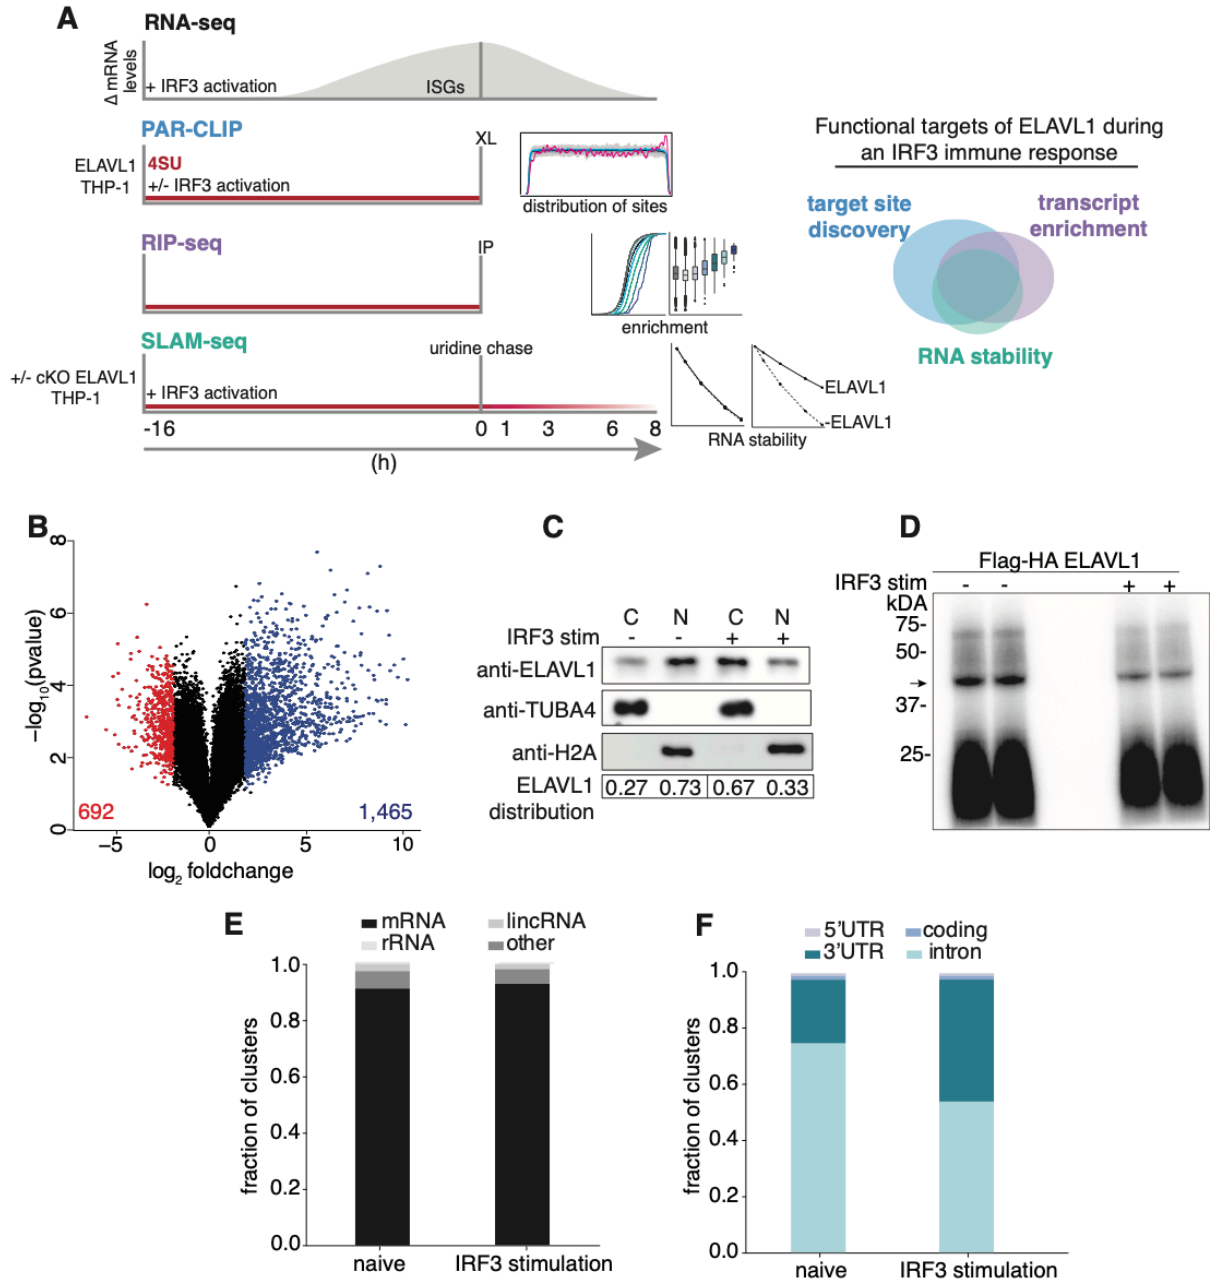 A
RNA-seq
Δ mRNA
levels
+ IRF3 activation
ISGs
PAR-CLIP
XL
ELAVL1
THP-1
4SU
+/- IRF3 activation
distribution of sites
RIP-seq
IP
enrichment
SLAM-seq
uridine chase
+/- cKO ELAVL1
THP-1
+ IRF3 activation
ELAVL1
-ELAVL1
RNA stability
-16 0 1 3 6 8
(h)
Functional targets of ELAVL1 during
an IRF3 immune response
target site
discovery
transcript
enrichment
RNA stability
B
−log10(pvalue)
8
6
4
2
0
692
1,465
−5 0 5 10
log2 foldchange
C
C N C N
IRF3 stim - - + +
anti-ELAVL1
anti-TUBA4
anti-H2A
ELAVL1
distribution
0.27 0.73 0.67 0.33
D
Flag-HA ELAVL1
IRF3 stim - - + +
kDA
75-
50-
37-
25-
E
mRNA
lincRNA
rRNA
other
fraction of clusters
1.0
0.8
0.6
0.4
0.2
0.0
naive
IRF3 stimulation
F
5'UTR
coding
3'UTR
intron
fraction of clusters
1.0
0.8
0.6
0.4
0.2
0.0
naive
IRF3 stimulation